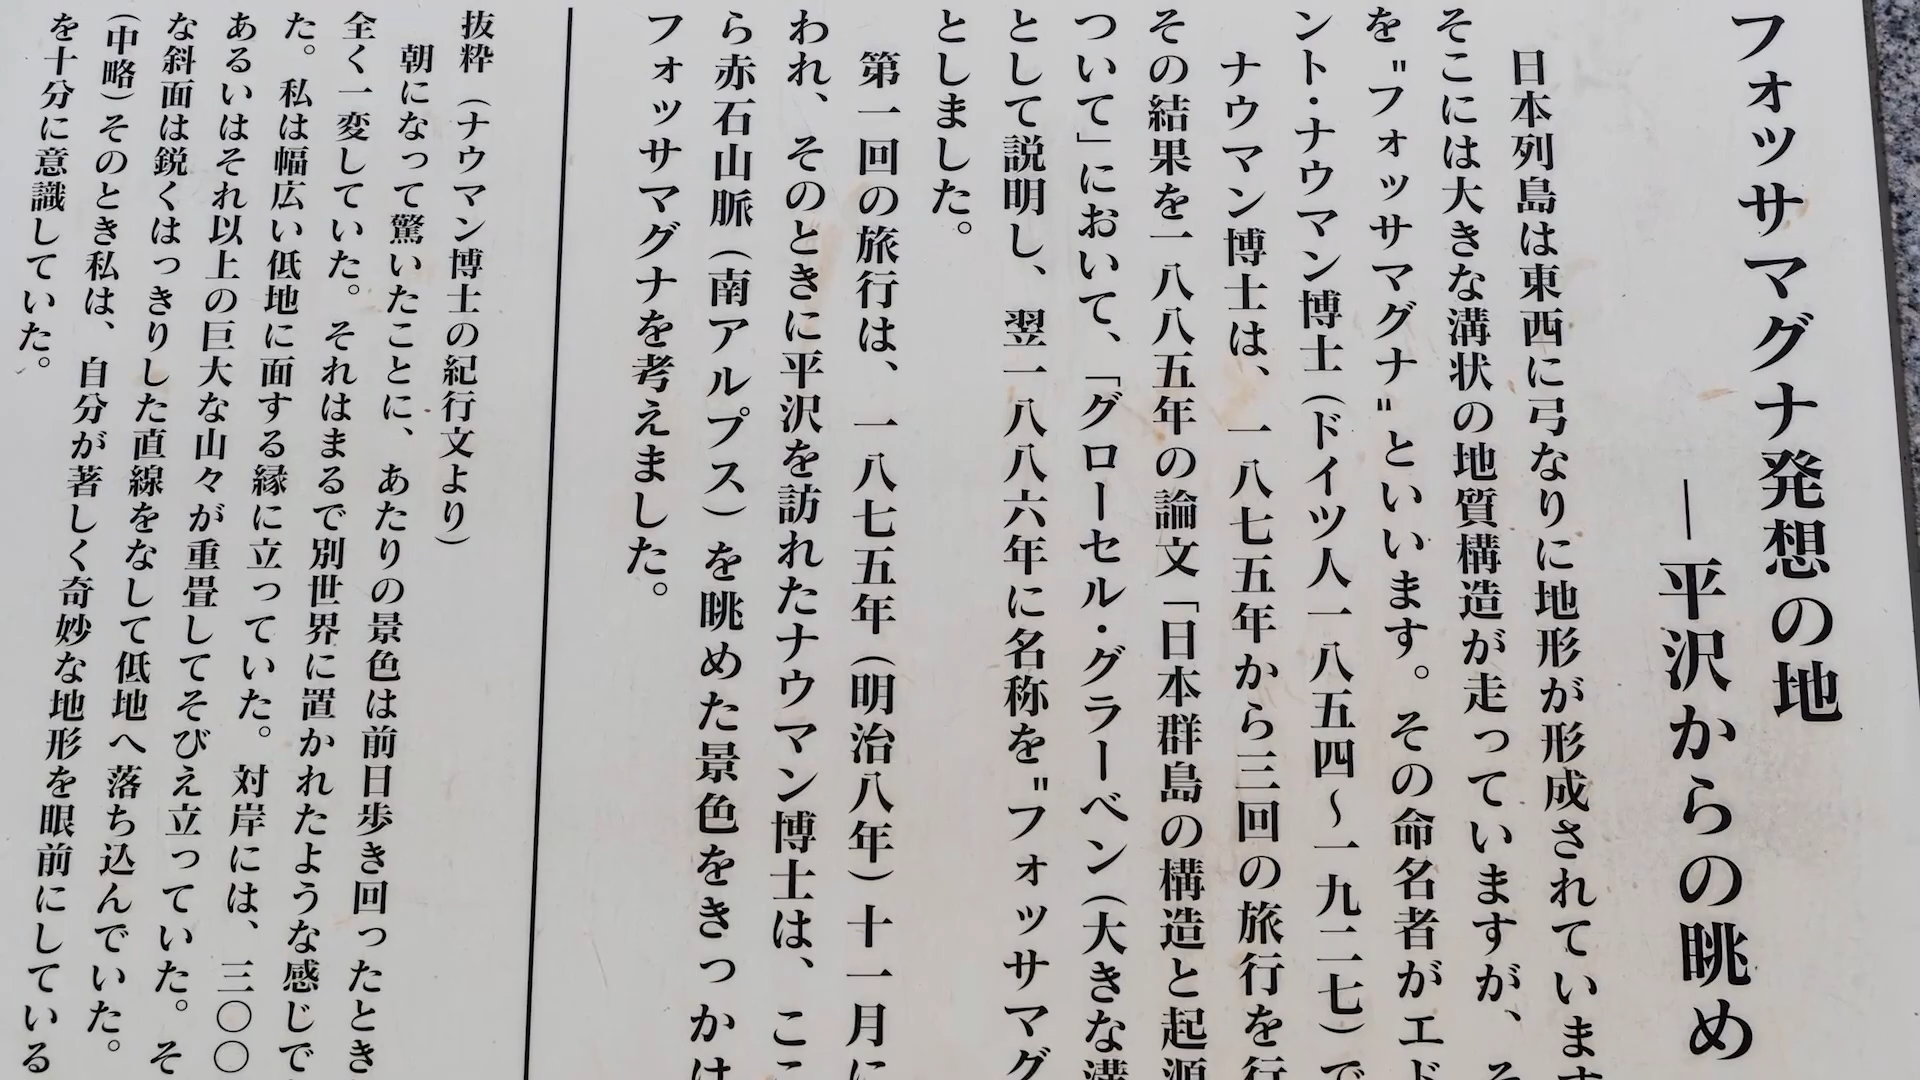 フォッサマグナ発想の地
―平沢からの眺め
日本列島は東西に弓なりに地形が形成されています
そこには大きな溝状の地質構造が走っていますが、そ
を"フォッサマグナ"といいます。その命名者がエド
ント・ナウマン博士（ドイツ人一八五四～一九二七）で
ナウマン博士は、一八七五年から三回の旅行を行
その結果を一八八五年の論文「日本群島の構造と起源
ついて」において、「グローセル・グラーベン（大きな溝
として説明し、翌一八八六年に名称を"フォッサマグ
としました。
第一回の旅行は、一八七五年（明治八年）十一月に
われ、そのときに平沢を訪れたナウマン博士は、ここ
ら赤石山脈（南アルプス）を眺めた景色をきっかけ
フォッサマグナを考えました。
抜粋（ナウマン博士の紀行文より）
朝になって驚いたことに、あたりの景色は前日歩き回ったとき
全く一変していた。それはまるで別世界に置かれたような感じで
た。私は幅広い低地に面する縁に立っていた。対岸には、三〇〇
あるいはそれ以上の巨大な山々が重畳してそびえ立っていた。そ
な斜面は鋭くはっきりした直線をなして低地へ落ち込んでいた。
（中略）そのとき私は、自分が著しく奇妙な地形を眼前にしている
を十分に意識していた。